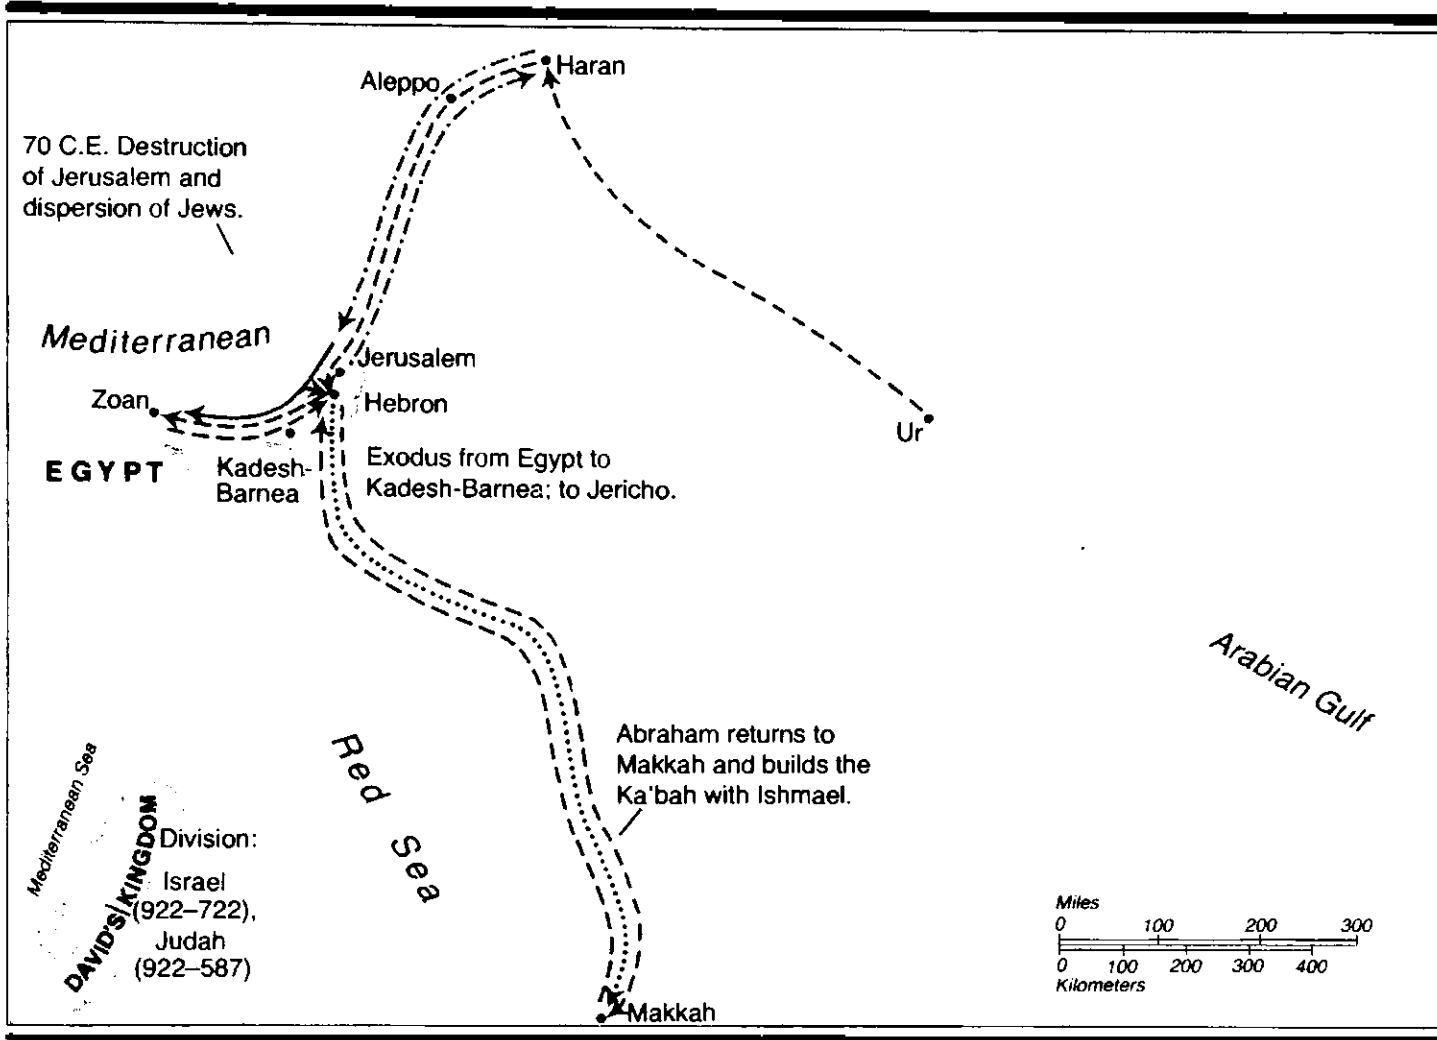 Haran
Aleppo
70 C.E. Destruction
of Jerusalem and
dispersion of Jews.
Mediterranean
Jerusalem
Zoan
Hebron
Ur
EGYPT
Kadesh-
Barnea
Exodus from Egypt to
Kadesh-Barnea; to Jericho.
Arabian Gulf
Red Sea
Abraham returns to
Makkah and builds the
Ka'bah with Ishmael.
Mediterranean Sea
DAVID'S KINGDOM
Division:
Israel
(922–722),
Judah
(922–587)
Miles
0 100 200 300
0 100 200 300 400
Kilometers
Makkah